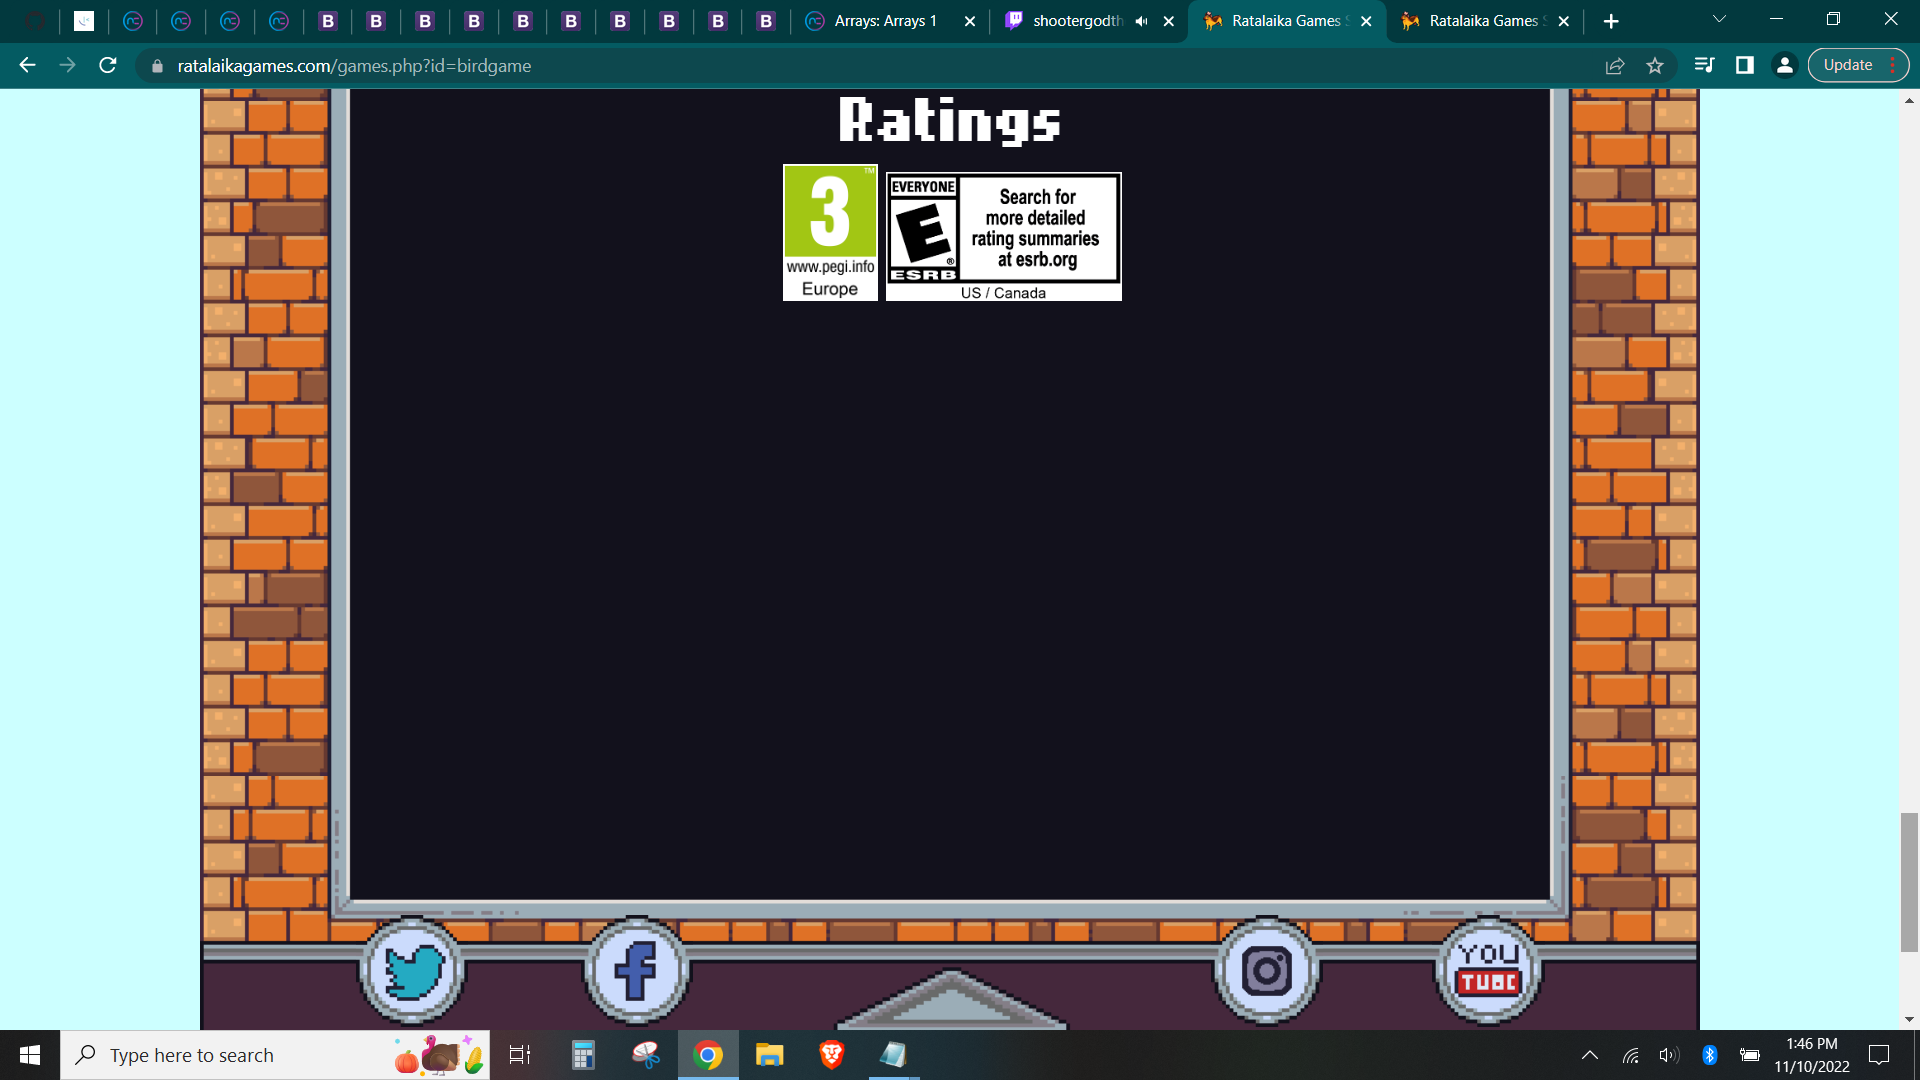 B B B B B B B B B B Arrays: Arrays 1 shootergodth Ratalaika Games S Ratalaika Games S
ratalaikagames.com/games.php?id=birdgame
Update
Ratings
3 ™
www.pegi.info
Europe
EVERYONE
E ®
ESRB
Search for
more detailed
rating summaries
at esrb.org
US / Canada
YOU
TUBE
Type here to search
1:46 PM
11/10/2022